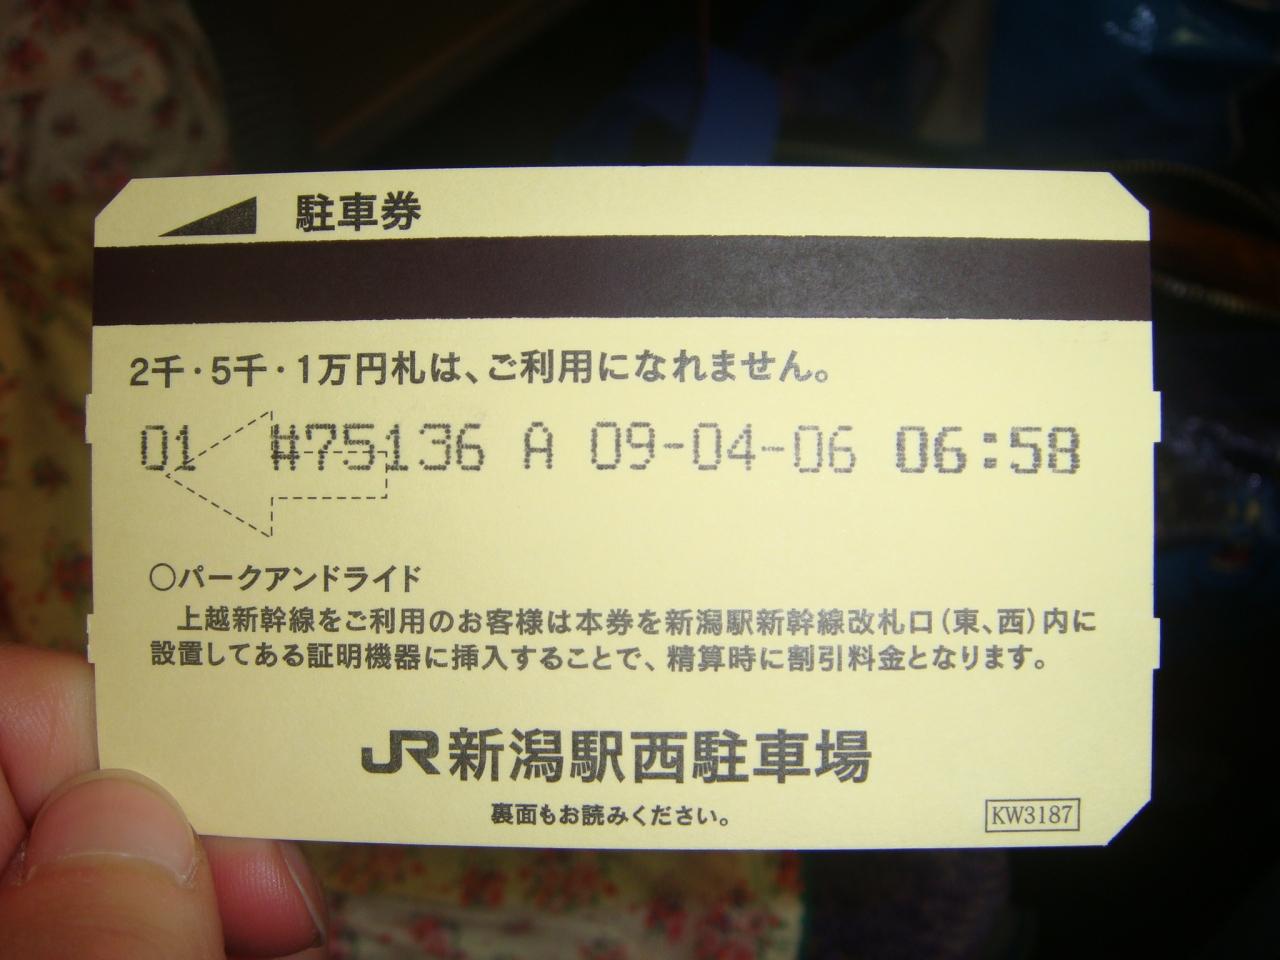 駐車券
2千・5千・1万円札は、ご利用になれません。
01 #75136 A 09-04-06 06:58
○パークアンドライド
上越新幹線をご利用のお客様は本券を新潟駅新幹線改札口(東、西)内に
設置してある証明機器に挿入することで、精算時に割引料金となります。
JR新潟駅西駐車場
裏面もお読みください。
KW3187